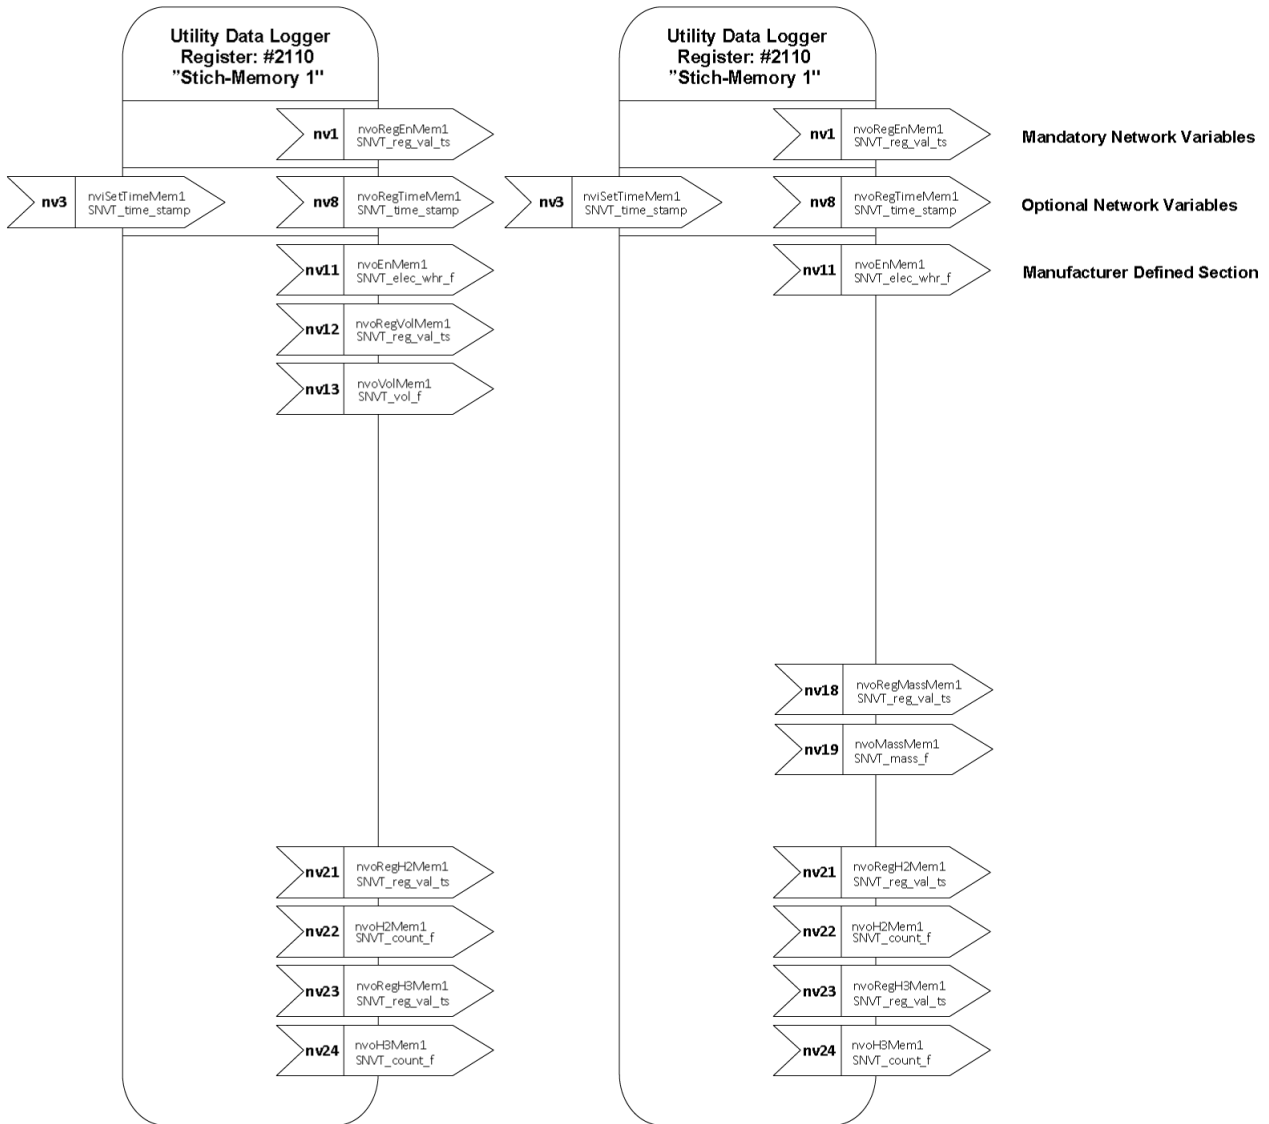 Utility Data Logger
Register: #2110
"Stich-Memory 1"
nv1
nvoRegEnMem1
SNVT_reg_val_ts
nv3
nviSetTimeMem1
SNVT_time_stamp
nv8
nvoRegTimeMem1
SNVT_time_stamp
nv11
nvoEnMem1
SNVT_elec_whr_f
nv12
nvoRegVolMem1
SNVT_reg_val_ts
nv13
nvoVolMem1
SNVT_vol_f
nv21
nvoRegH2Mem1
SNVT_reg_val_ts
nv22
nvoH2Mem1
SNVT_count_f
nv23
nvoRegH3Mem1
SNVT_reg_val_ts
nv24
nvoH3Mem1
SNVT_count_f
Utility Data Logger
Register: #2110
"Stich-Memory 1"
nv1
nvoRegEnMem1
SNVT_reg_val_ts
nv3
nviSetTimeMem1
SNVT_time_stamp
nv8
nvoRegTimeMem1
SNVT_time_stamp
nv11
nvoEnMem1
SNVT_elec_whr_f
nv18
nvoRegMassMem1
SNVT_reg_val_ts
nv19
nvoMassMem1
SNVT_mass_f
nv21
nvoRegH2Mem1
SNVT_reg_val_ts
nv22
nvoH2Mem1
SNVT_count_f
nv23
nvoRegH3Mem1
SNVT_reg_val_ts
nv24
nvoH3Mem1
SNVT_count_f
Mandatory Network Variables
Optional Network Variables
Manufacturer Defined Section